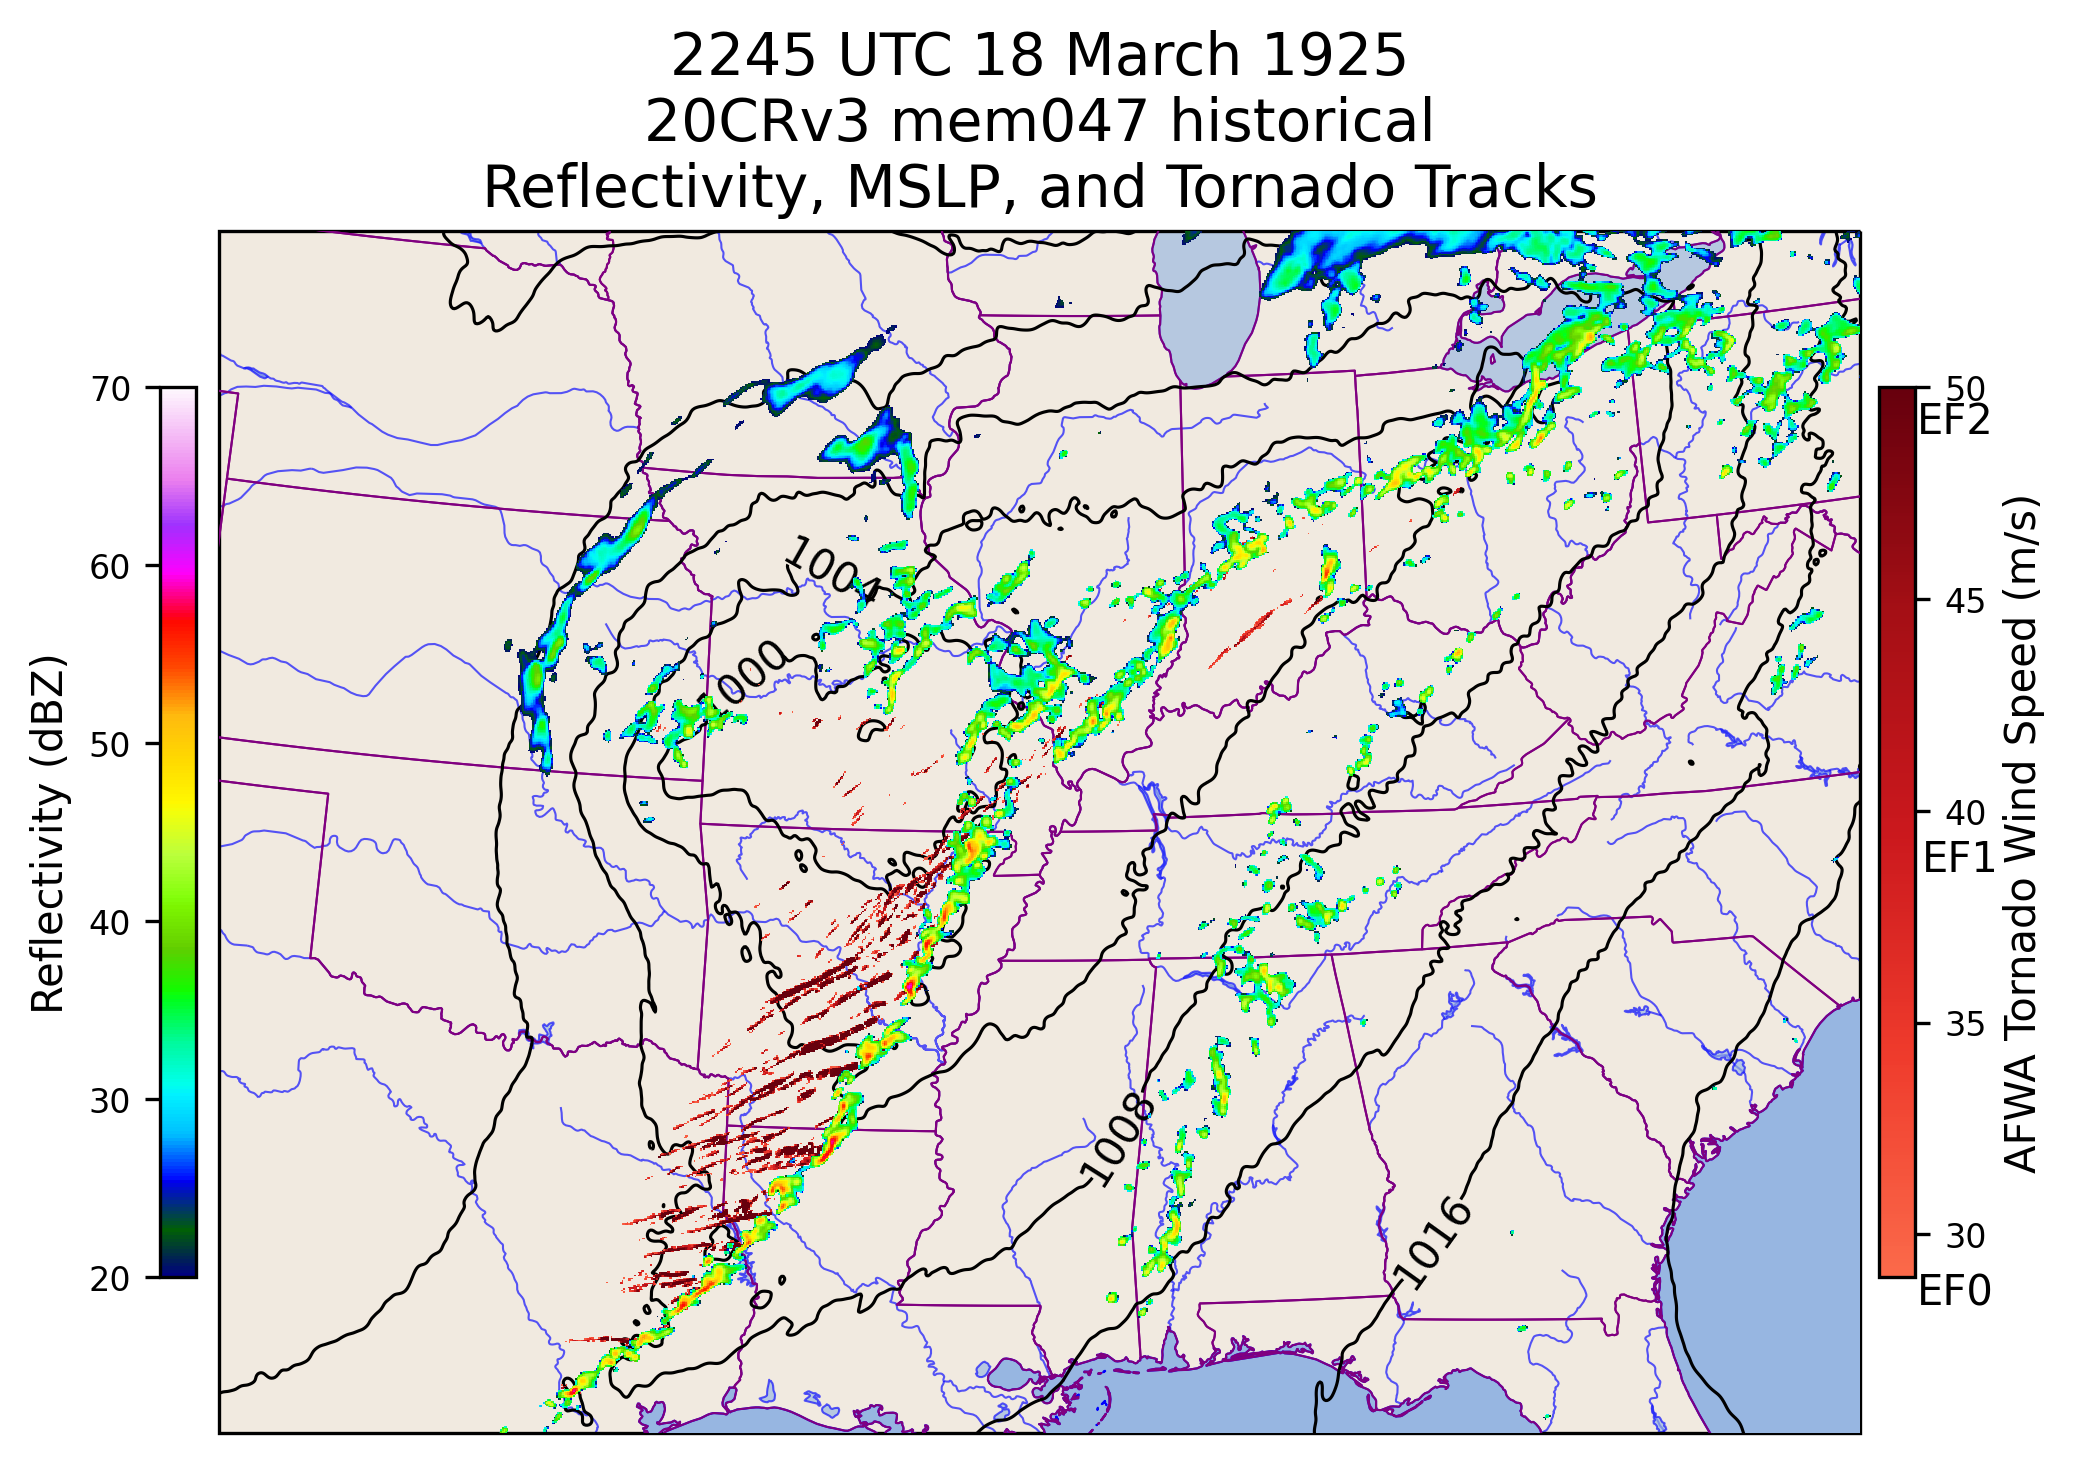 2245 UTC 18 March 1925
20CRv3 mem047 historical
Reflectivity, MSLP, and Tornado Tracks
70
60
50
40
30
20
Reflectivity (dBZ)
1004
1000
1008
1016
50
EF2
45
40
EF1
35
30
EF0
AFWA Tornado Wind Speed (m/s)